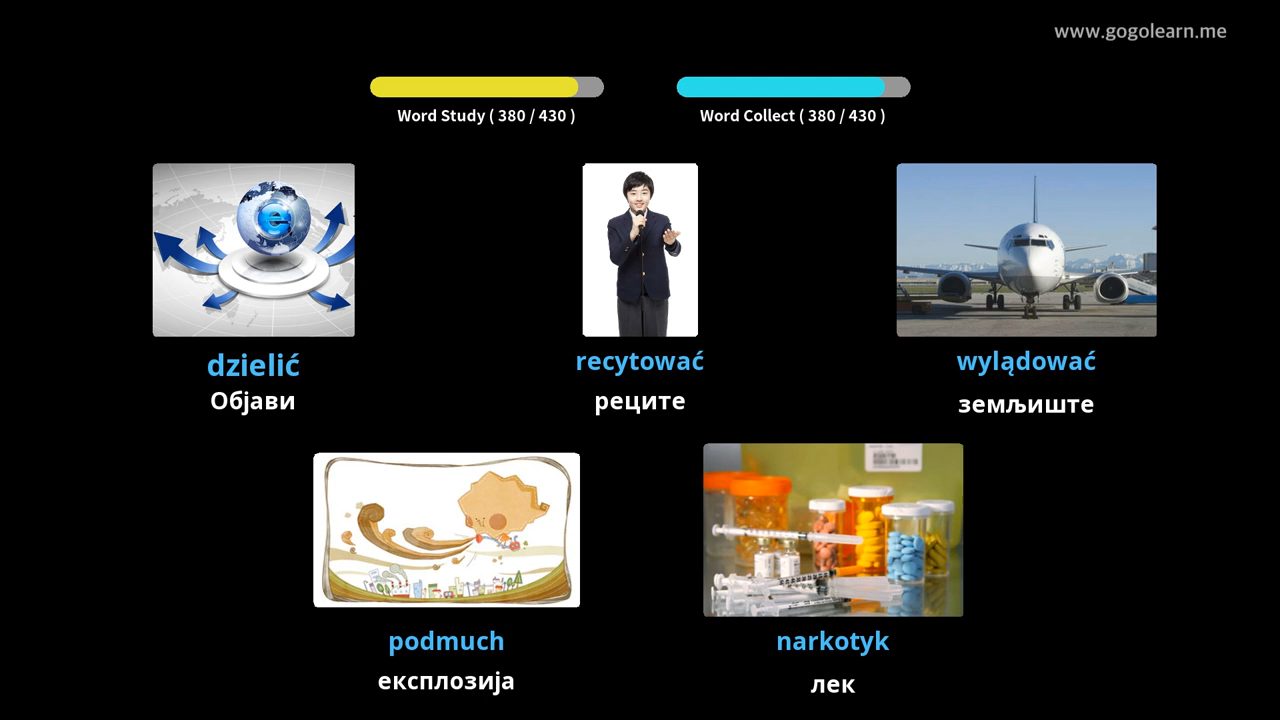 www.gogolearn.me
Word Study ( 380 / 430 )
Word Collect ( 380 / 430 )
dzielić
Објави
recytować
реците
wylądować
земљиште
podmuch
експлозија
narkotyk
лек